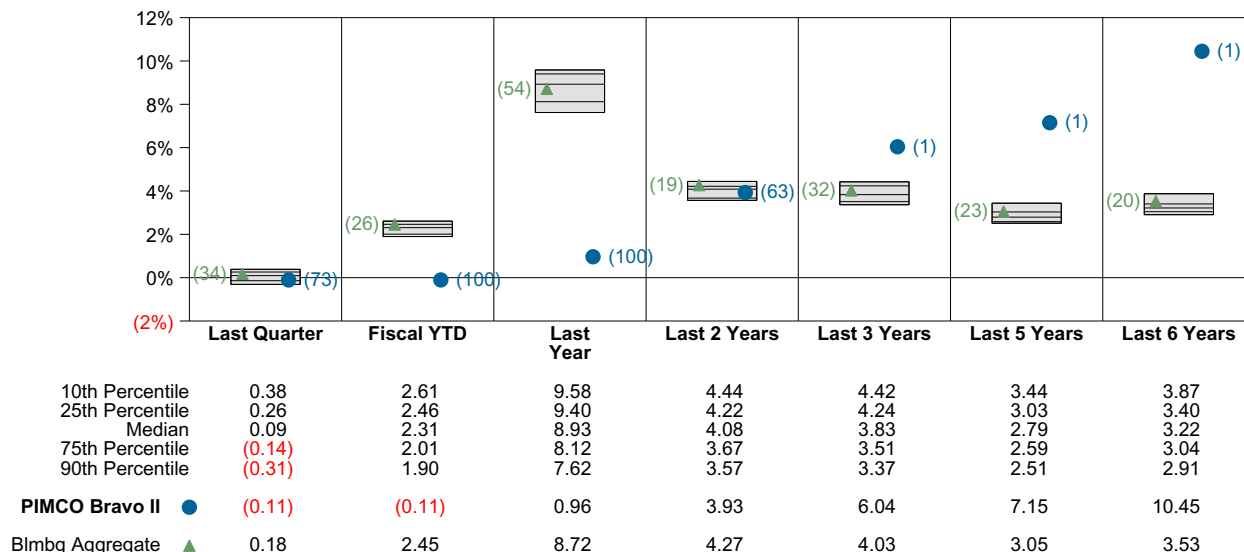 12%
10%
8%
6%
4%
2%
0%
(2%)
(34) (73)
(26) (100)
(54) (100)
(19) (63)
(32) (1)
(23) (1)
(20) (1)
Last Quarter Fiscal YTD Last Year Last 2 Years Last 3 Years Last 5 Years Last 6 Years
10th Percentile 0.38 2.61 9.58 4.44 4.42 3.44 3.87
25th Percentile 0.26 2.46 9.40 4.22 4.24 3.03 3.40
Median 0.09 2.31 8.93 4.08 3.83 2.79 3.22
75th Percentile (0.14) 2.01 8.12 3.67 3.51 2.59 3.04
90th Percentile (0.31) 1.90 7.62 3.57 3.37 2.51 2.91
PIMCO Bravo II (0.11) (0.11) 0.96 3.93 6.04 7.15 10.45
Blmbg Aggregate 0.18 2.45 8.72 4.27 4.03 3.05 3.53